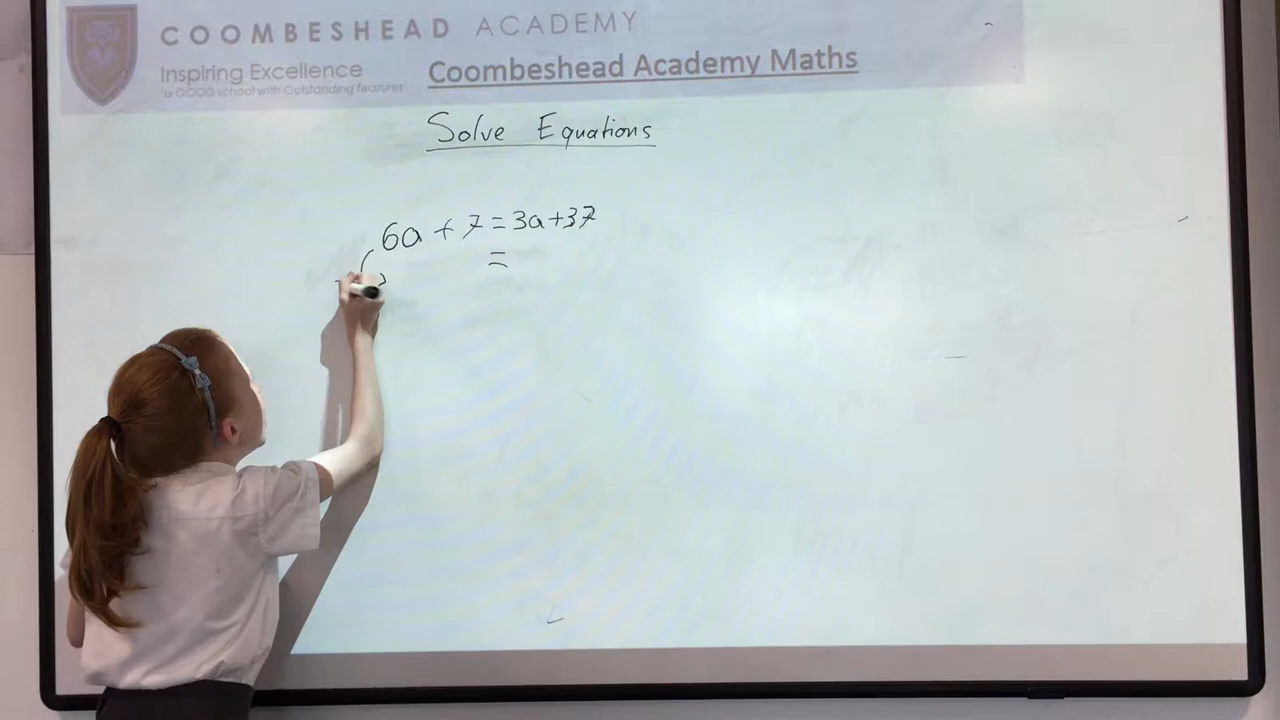 COOMBESHEAD ACADEMY
Inspiring Excellence
'a GOOD school with Outstanding features'
Coombeshead Academy Maths
Solve Equations
6a + 7 = 3a + 37
=